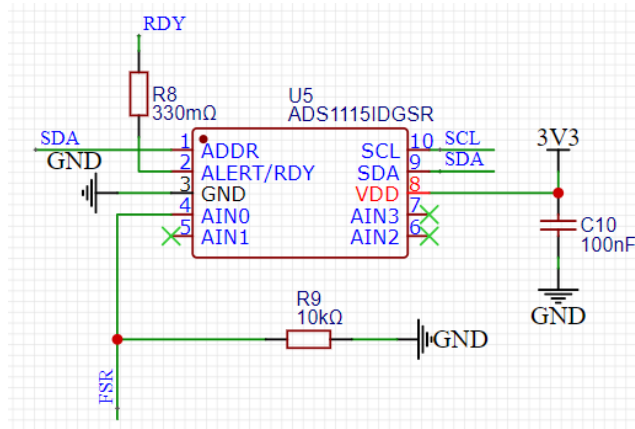 RDY
R8
330mΩ
U5
ADS1115IDGSR
SDA
1
ADDR
SCL
10
SCL
3V3
GND
2
ALERT/RDY
SDA
9
SDA
3
GND
VDD
8
4
AIN0
AIN3
7
5
AIN1
AIN2
6
C10
100nF
GND
R9
10kΩ
GND
FSR